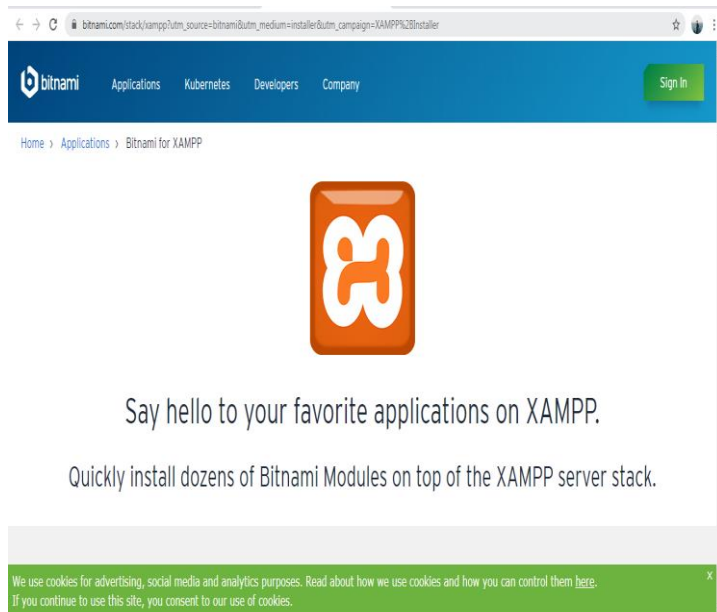 bitnami.com/stack/xampp?utm_source=bitnami&utm_medium=installer&utm_campaign=XAMPP%28Installer
bitnami Applications Kubernetes Developers Company Sign In
Home > Applications > Bitnami for XAMPP
Say hello to your favorite applications on XAMPP.
Quickly install dozens of Bitnami Modules on top of the XAMPP server stack.
We use cookies for advertising, social media and analytics purposes. Read about how we use cookies and how you can control them here. x
If you continue to use this site, you consent to our use of cookies.